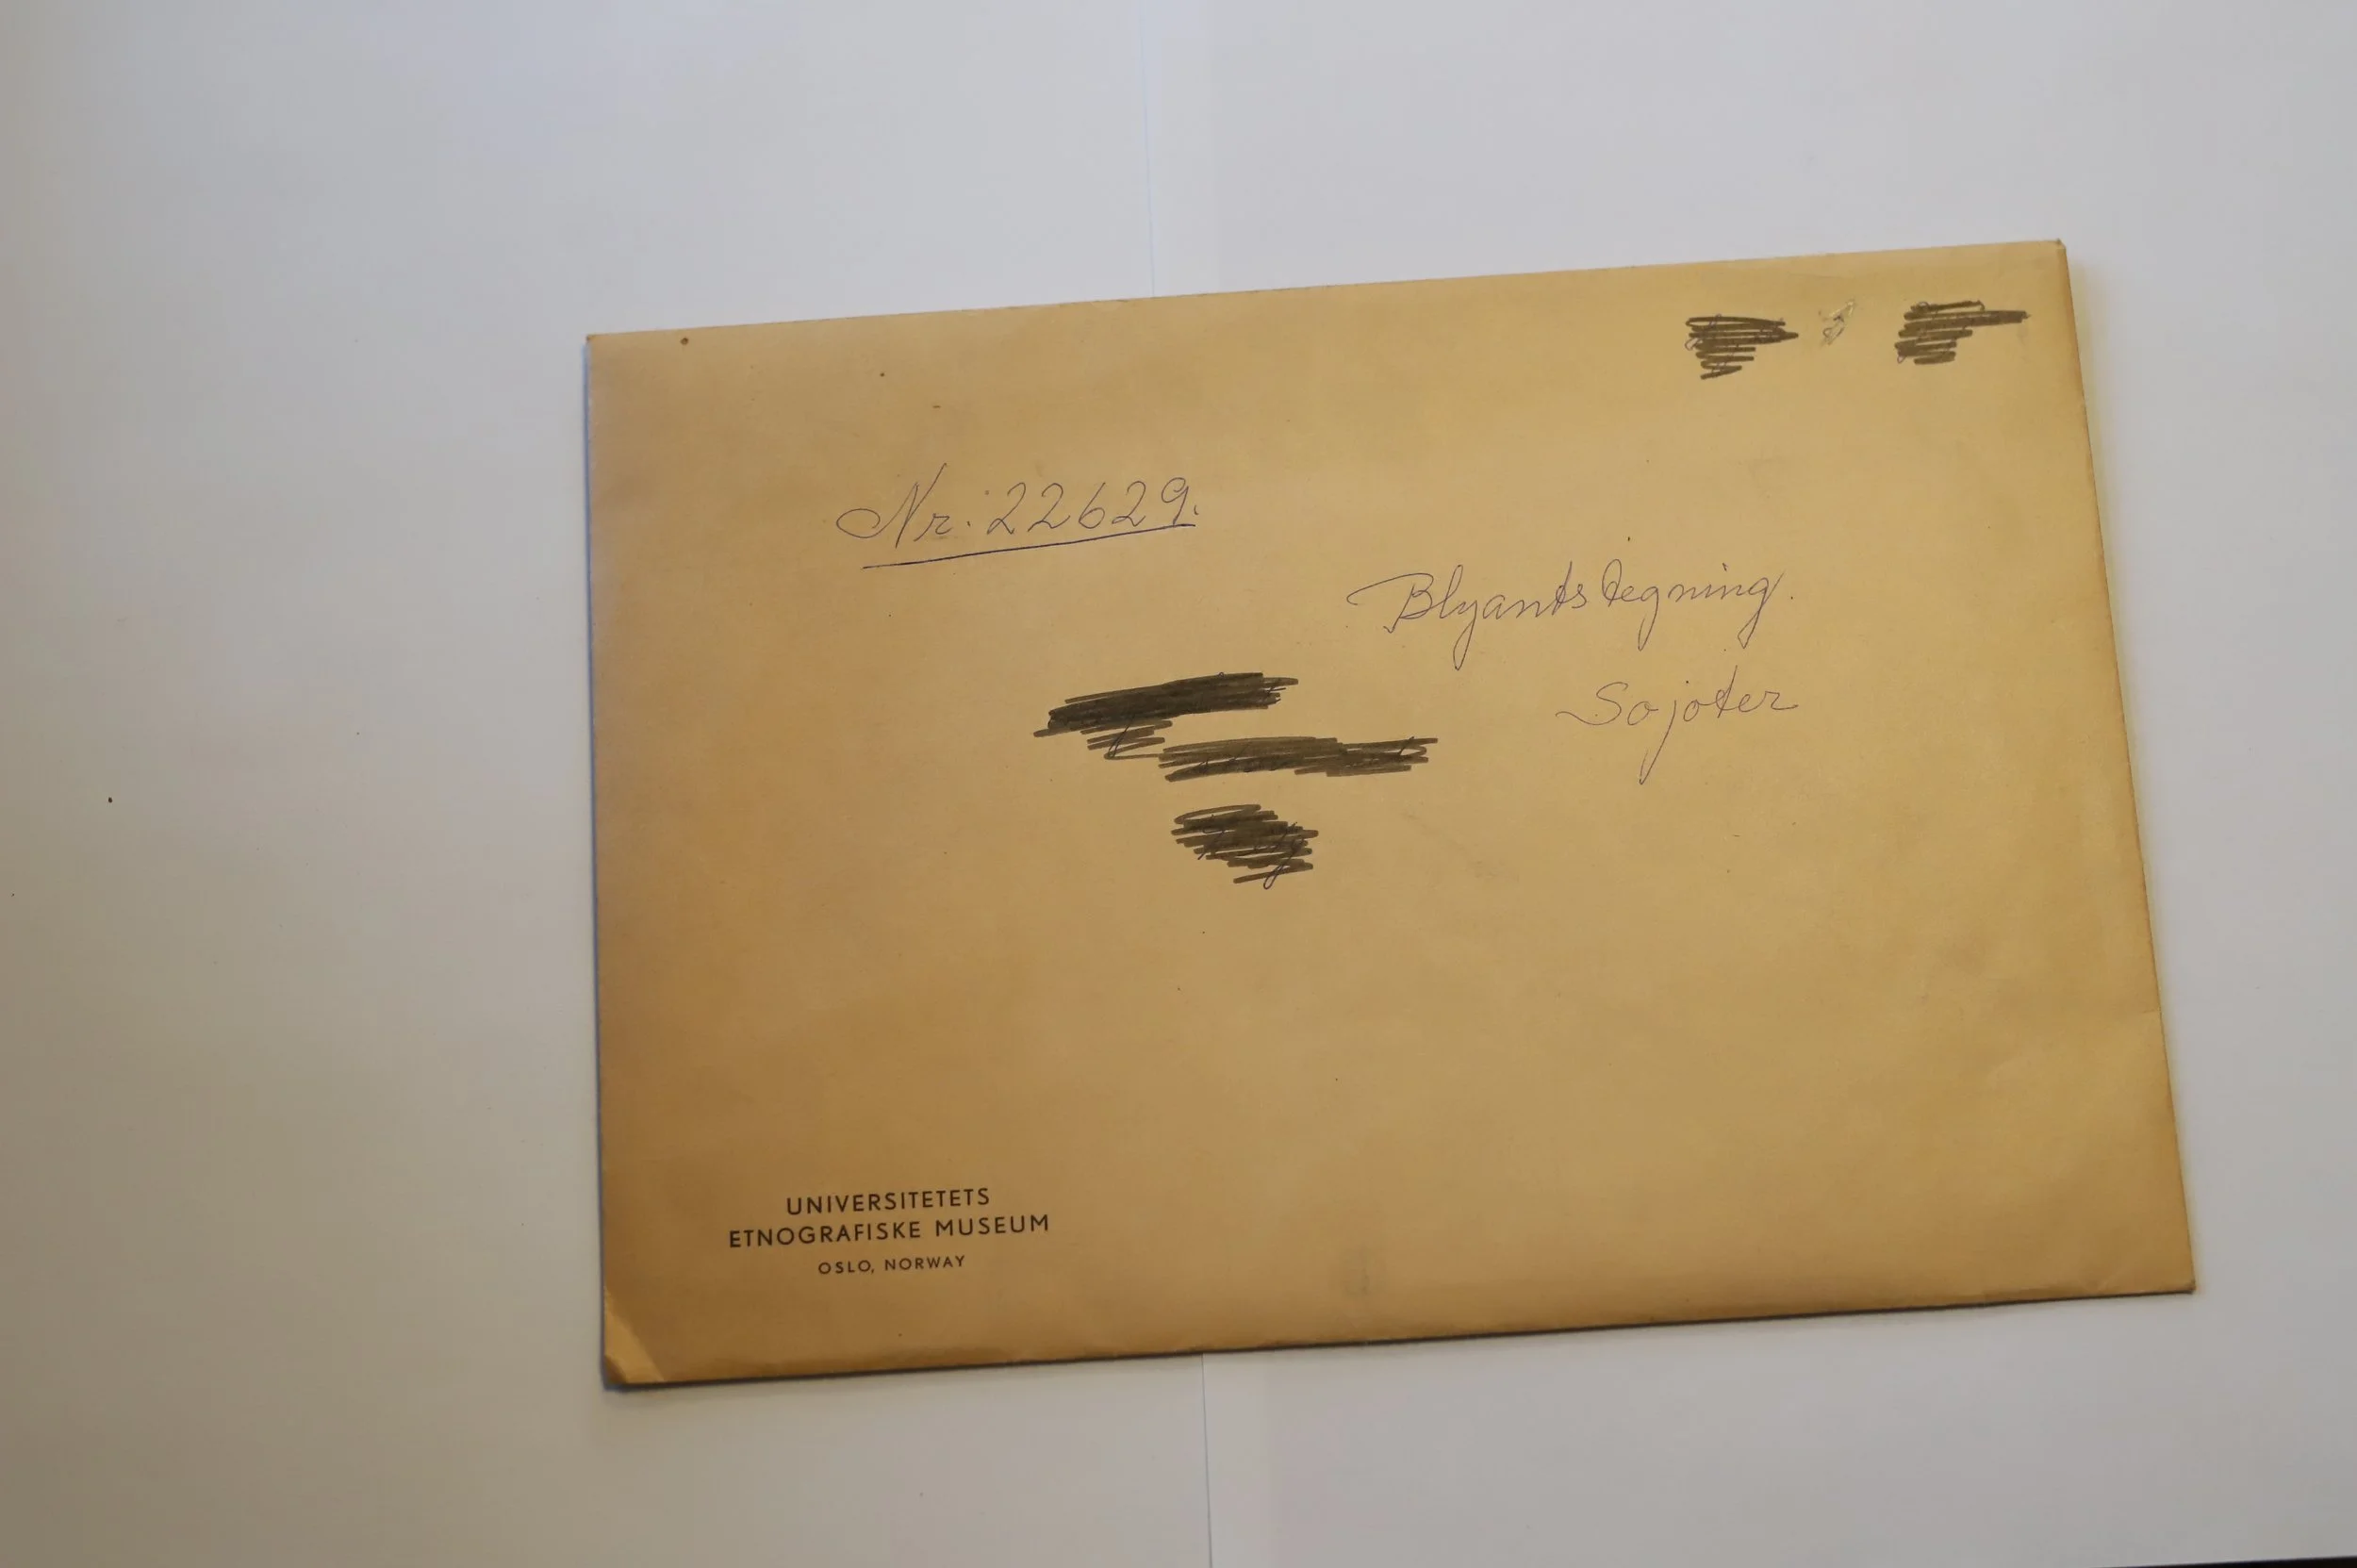 Nr. 22629.
Blyantstegning.
Sojoter
UNIVERSITETETS
ETNOGRAFISKE MUSEUM
OSLO, NORWAY